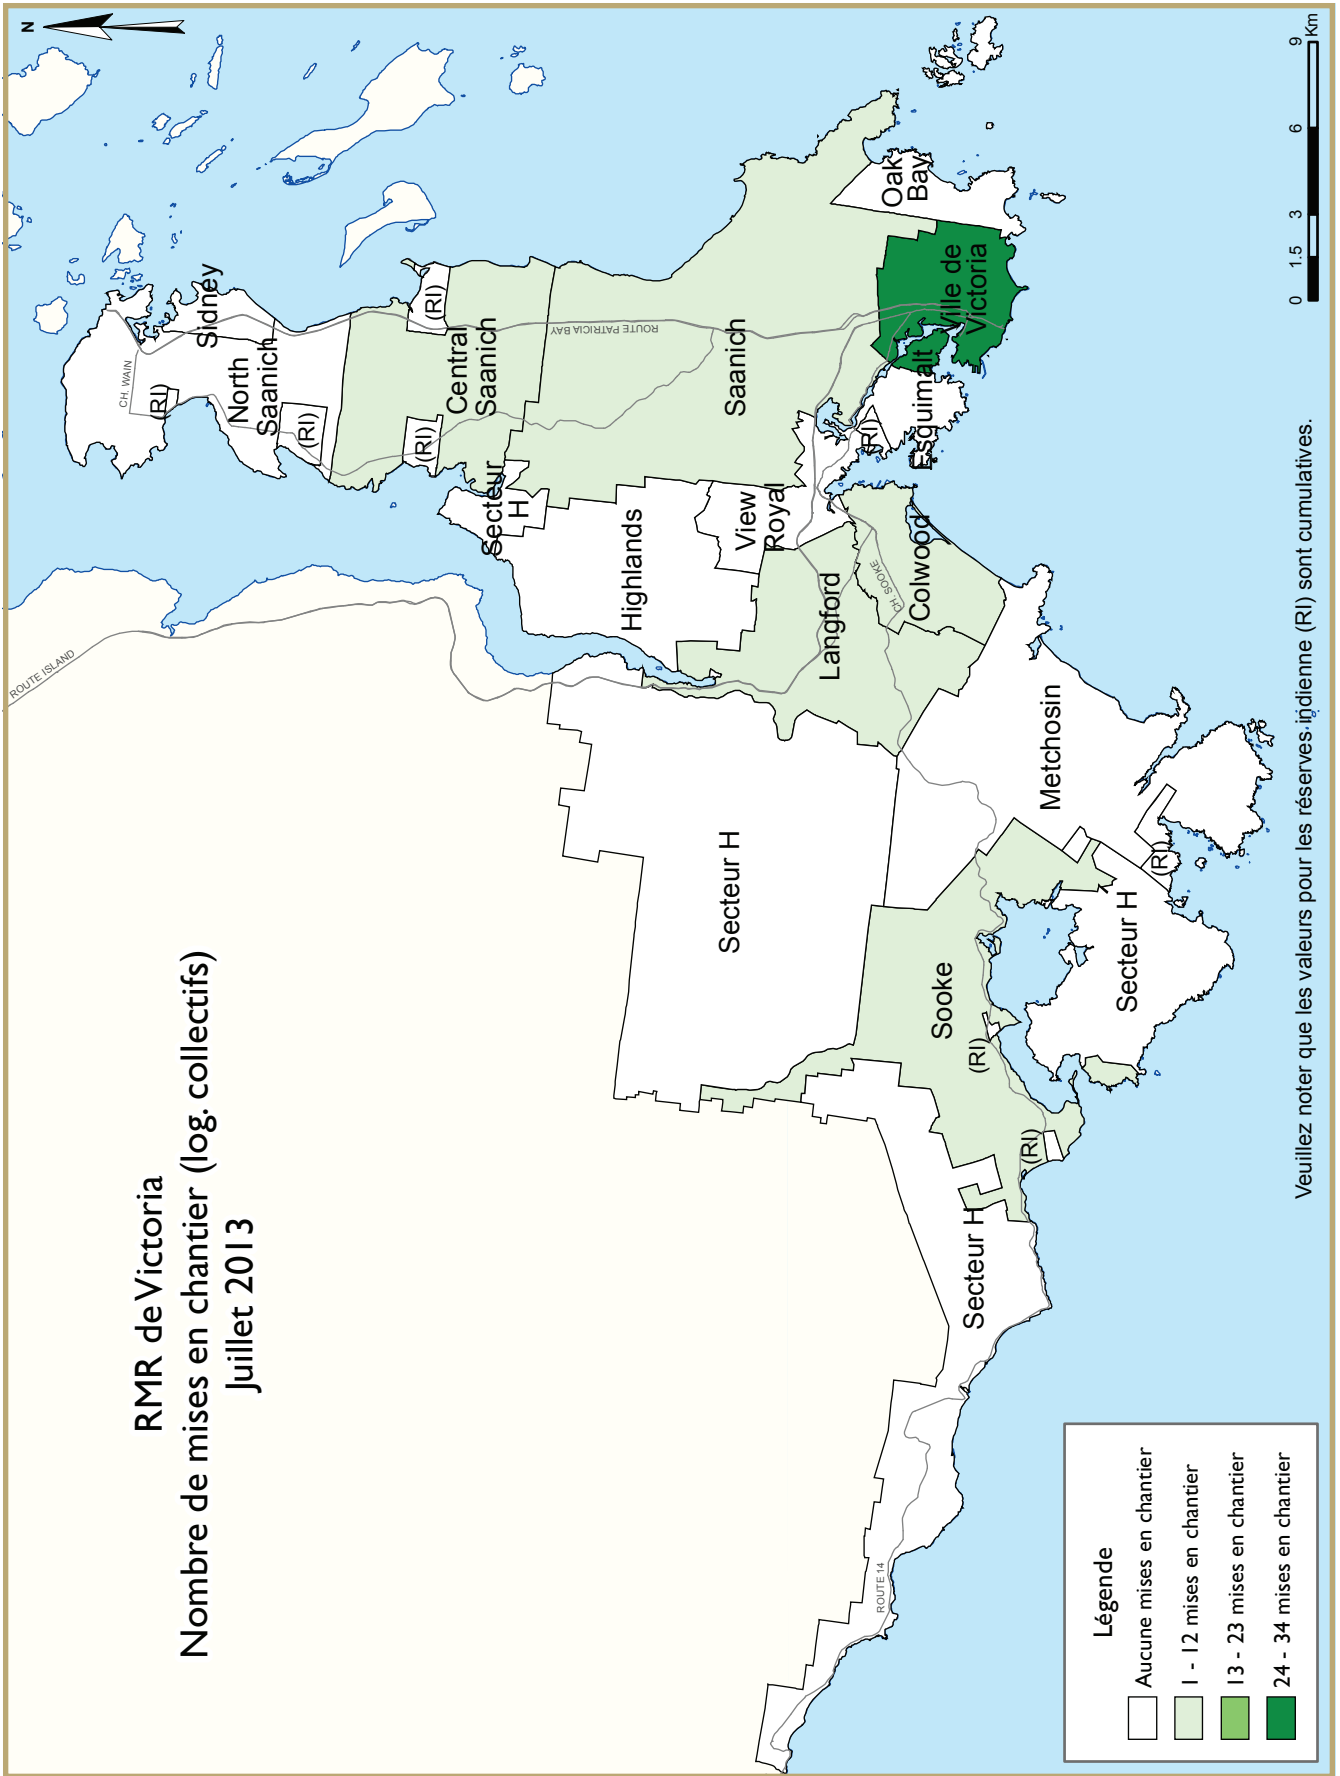 RMR de Victoria
Nombre de mises en chantier (log. collectifs)
Juillet 2013
N
ROUTE ISLAND
CH. WAIN
Sidney
(RI)
North
Saanich
(RI)
(RI)
Central
Saanich
(RI)
ROUTE PATRICIA BAY
Secteur
H
Saanich
Highlands
View
Royal
Oak
Bay
Ville de
Victoria
Esquimalt
(RI)
Langford
CH. SOOKE
Colwood
Metchosin
(RI)
Secteur H
Secteur H
Sooke
(RI)
(RI)
Secteur H
ROUTE 14
Légende
Aucune mises en chantier
1 - 12 mises en chantier
13 - 23 mises en chantier
24 - 34 mises en chantier
0 1.5 3 6 9
Km
Veuillez noter que les valeurs pour les réserves indienne (RI) sont cumulatives.